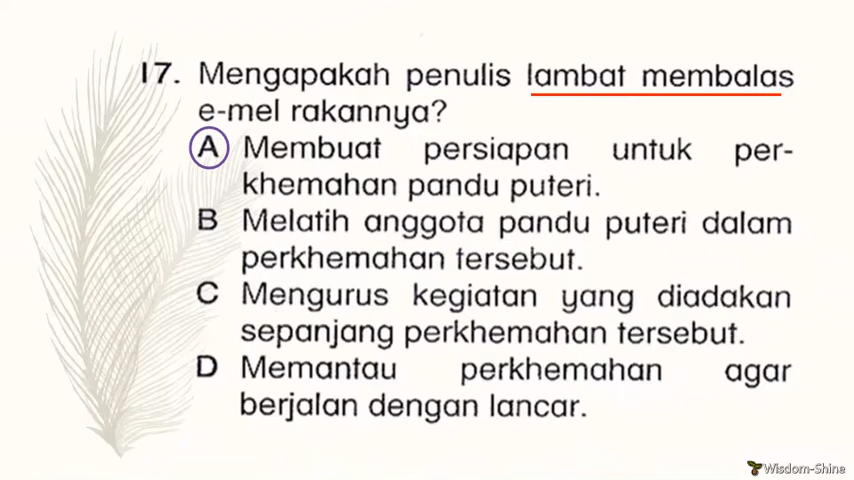 17. Mengapakah penulis lambat membalas
e-mel rakannya?
A Membuat persiapan untuk per-
khemahan pandu puteri.
B Melatih anggota pandu puteri dalam
perkhemahan tersebut.
C Mengurus kegiatan yang diadakan
sepanjang perkhemahan tersebut.
D Memantau perkhemahan agar
berjalan dengan lancar.
Wisdom-Shine